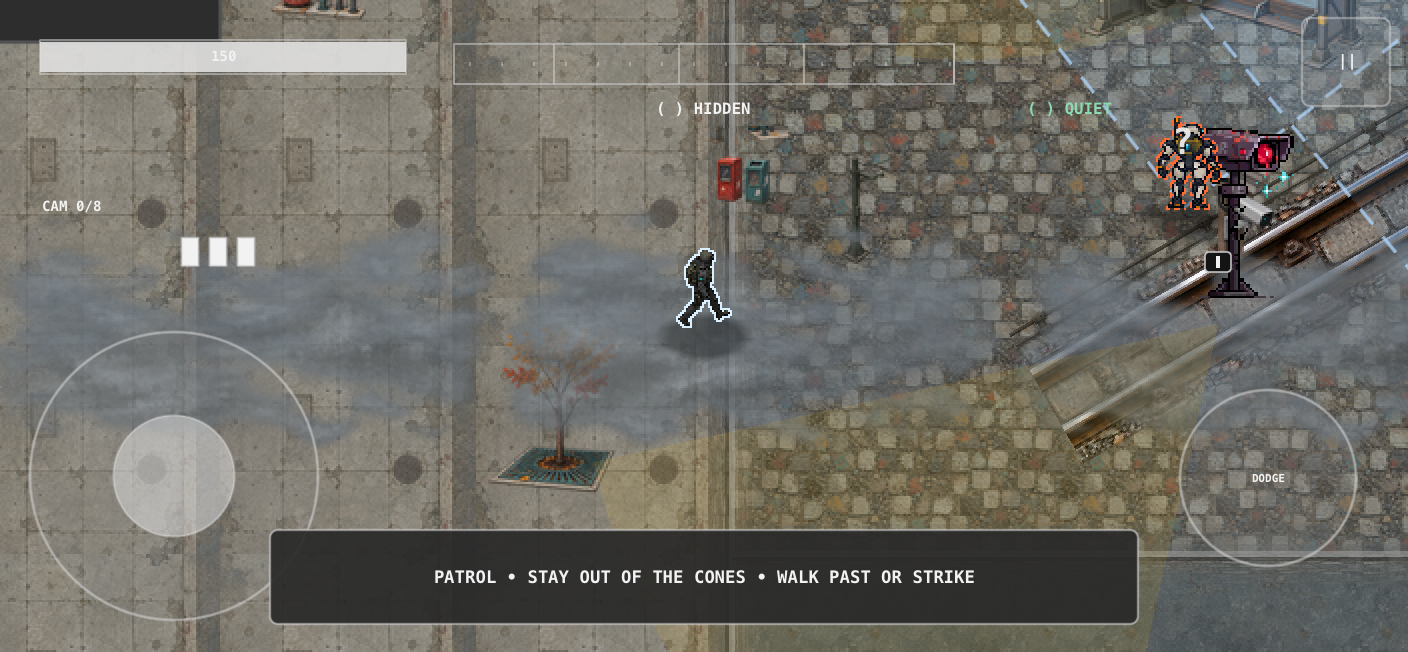 150
( ) HIDDEN
( ) QUIET
CAM 0/8
DODGE
PATROL • STAY OUT OF THE CONES • WALK PAST OR STRIKE